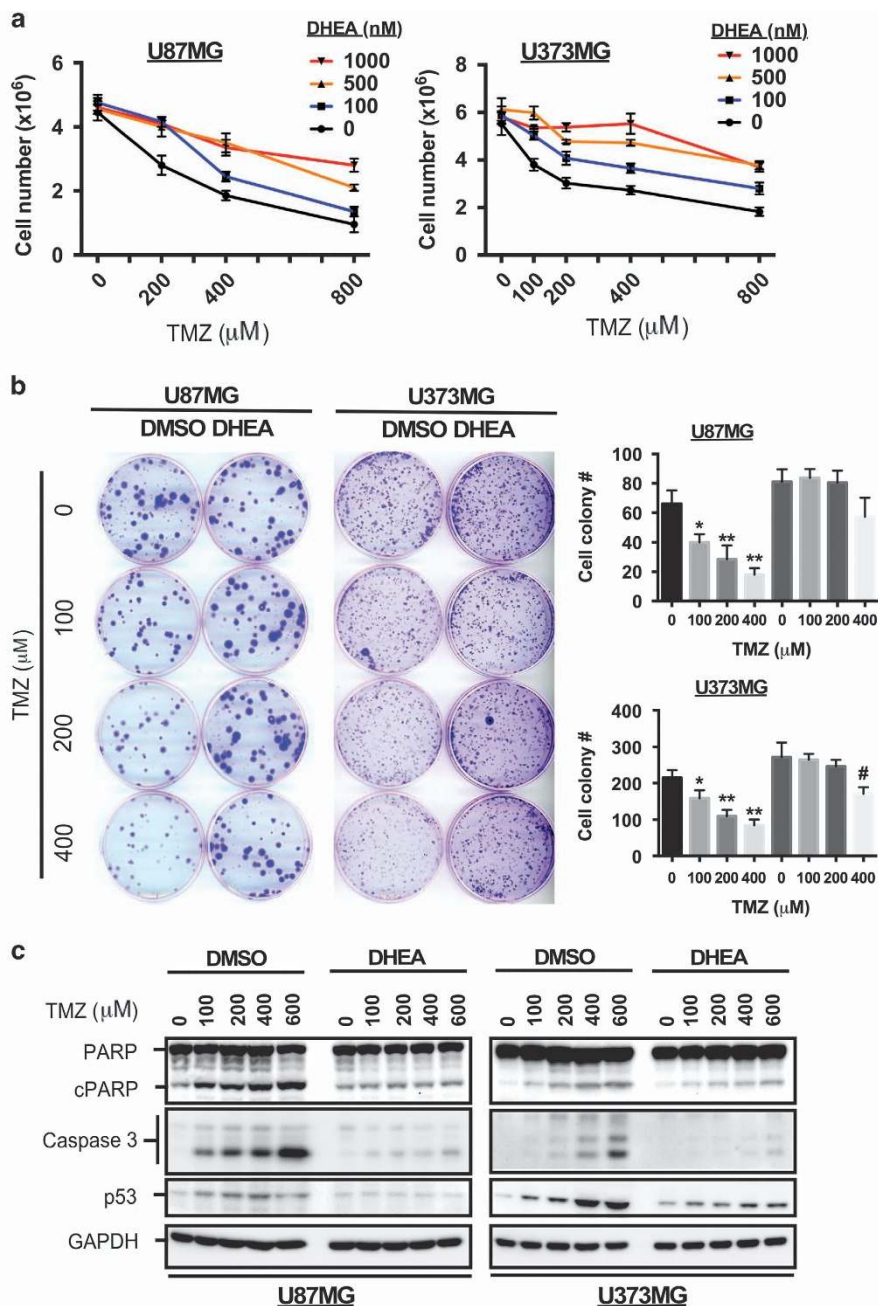 a
U87MG
DHEA (nM)
1000
500
100
0
Cell number (x10⁶)
6
4
2
0
0
200
400
800
TMZ (μM)
U373MG
DHEA (nM)
1000
500
100
0
Cell number (x10⁶)
8
6
4
2
0
0
100
200
400
800
TMZ (μM)
b
U87MG
U373MG
DMSO DHEA
DMSO DHEA
TMZ (μM)
0
100
200
400
U87MG
Cell colony #
100
80
60
40
20
0
* ** **
0 100 200 400 0 100 200 400
TMZ (μM)
U373MG
Cell colony #
400
300
200
100
0
* ** ** #
0 100 200 400 0 100 200 400
TMZ (μM)
c
DMSO DHEA DMSO DHEA
TMZ (μM) 0 100 200 400 600 0 100 200 400 600 0 100 200 400 600 0 100 200 400 600
PARP
cPARP
Caspase 3
p53
GAPDH
U87MG U373MG